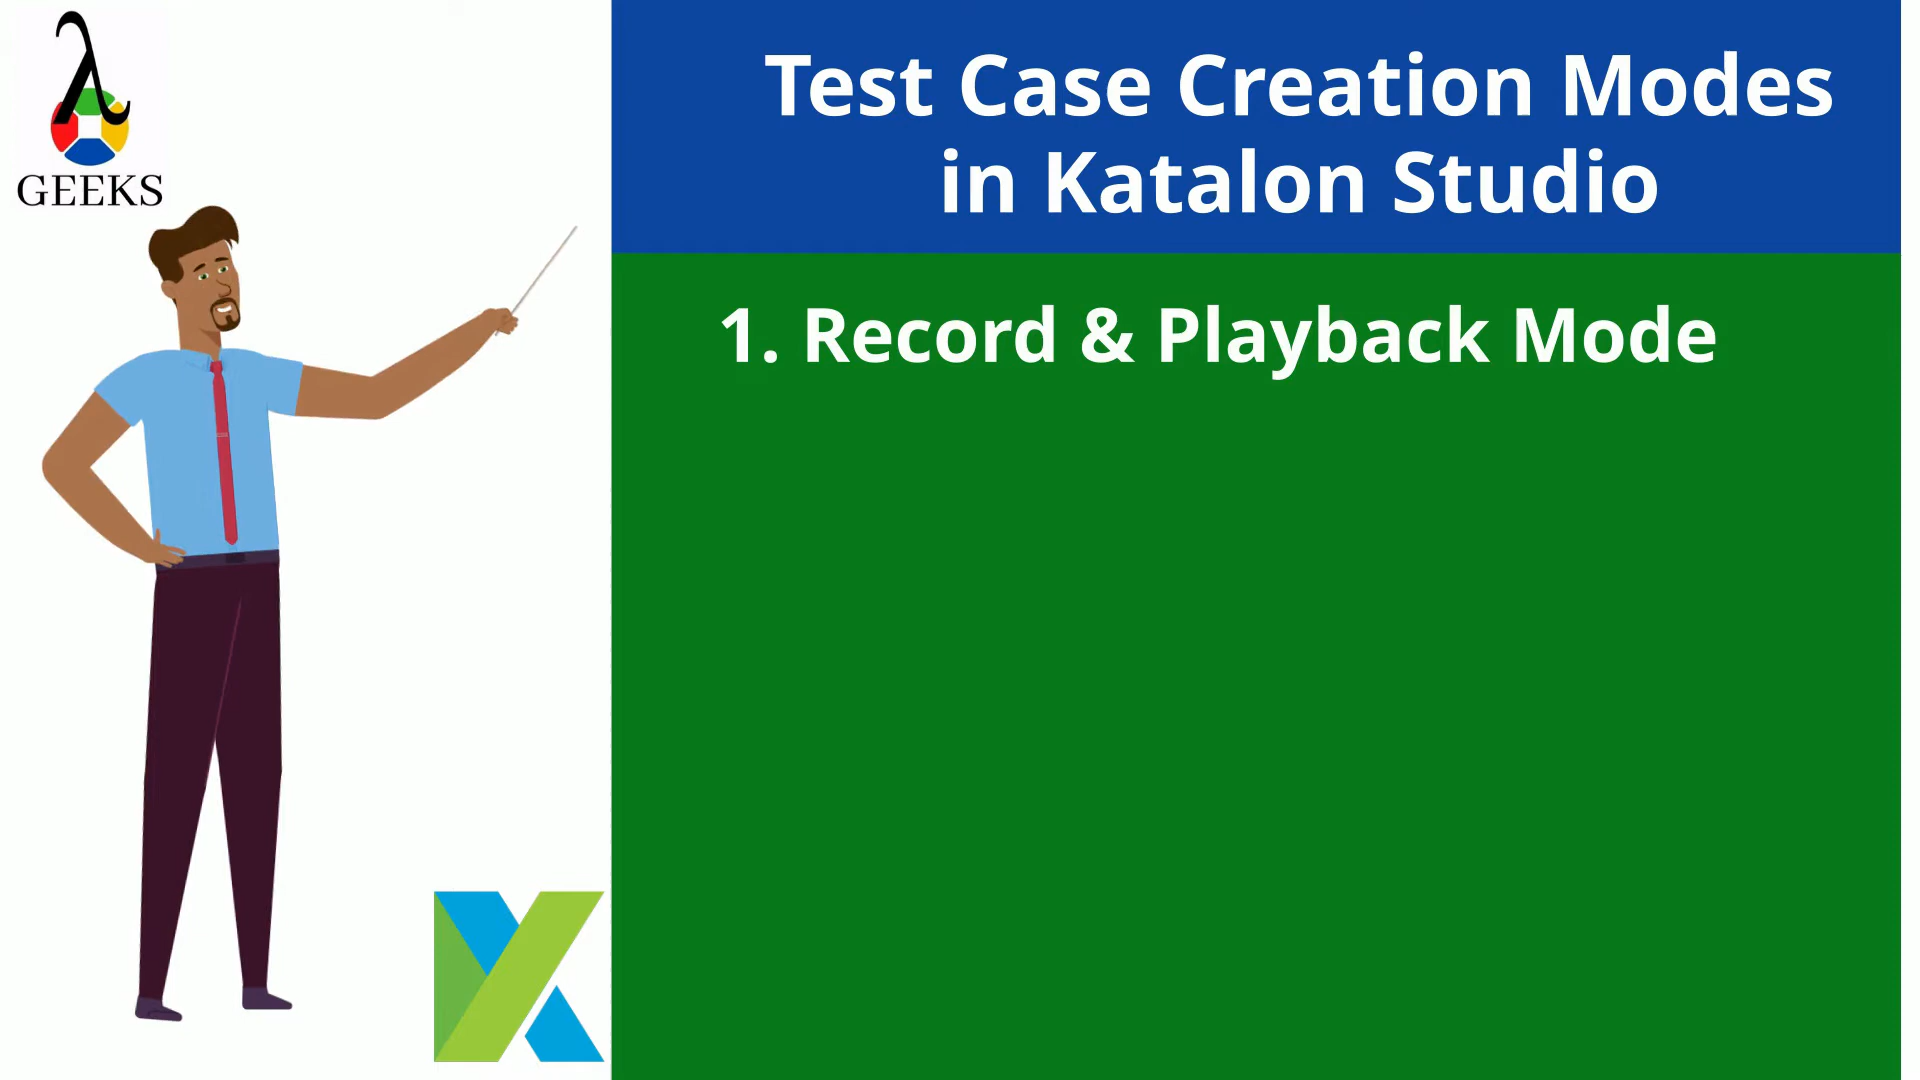 λ
GEEKS
Test Case Creation Modes
in Katalon Studio
1. Record & Playback Mode